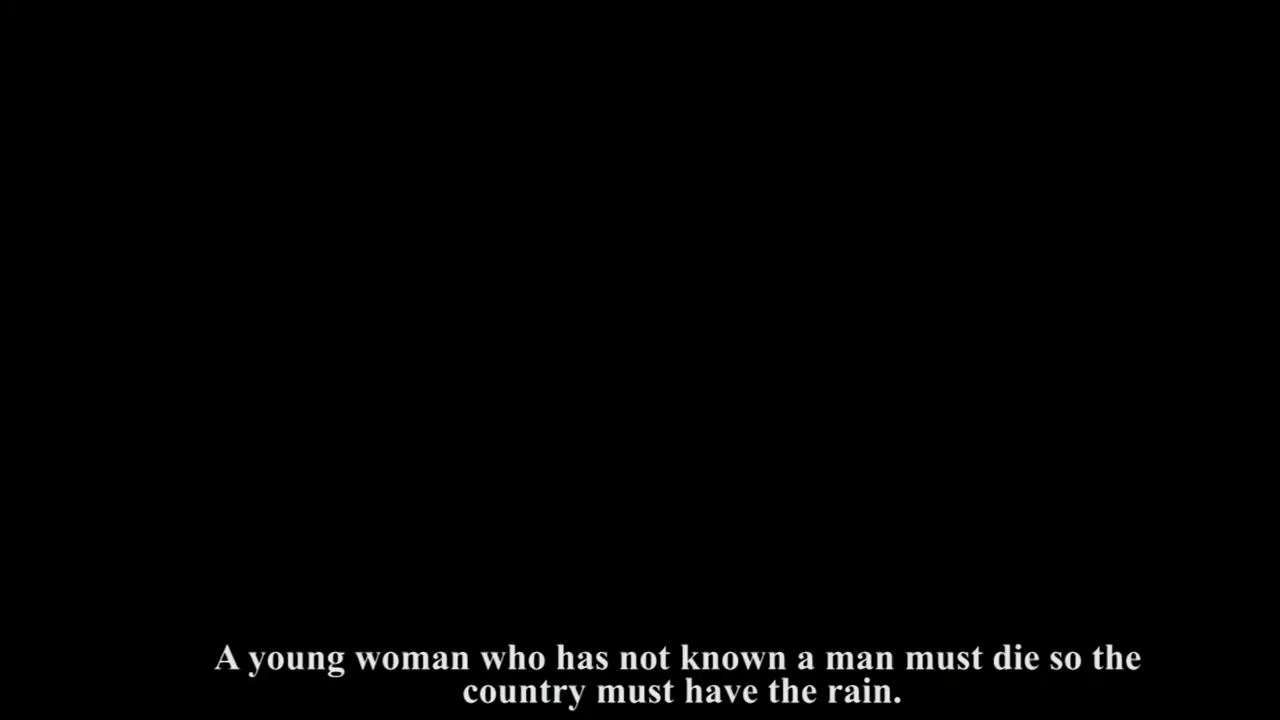 A young woman who has not known a man must die so the
country must have the rain.